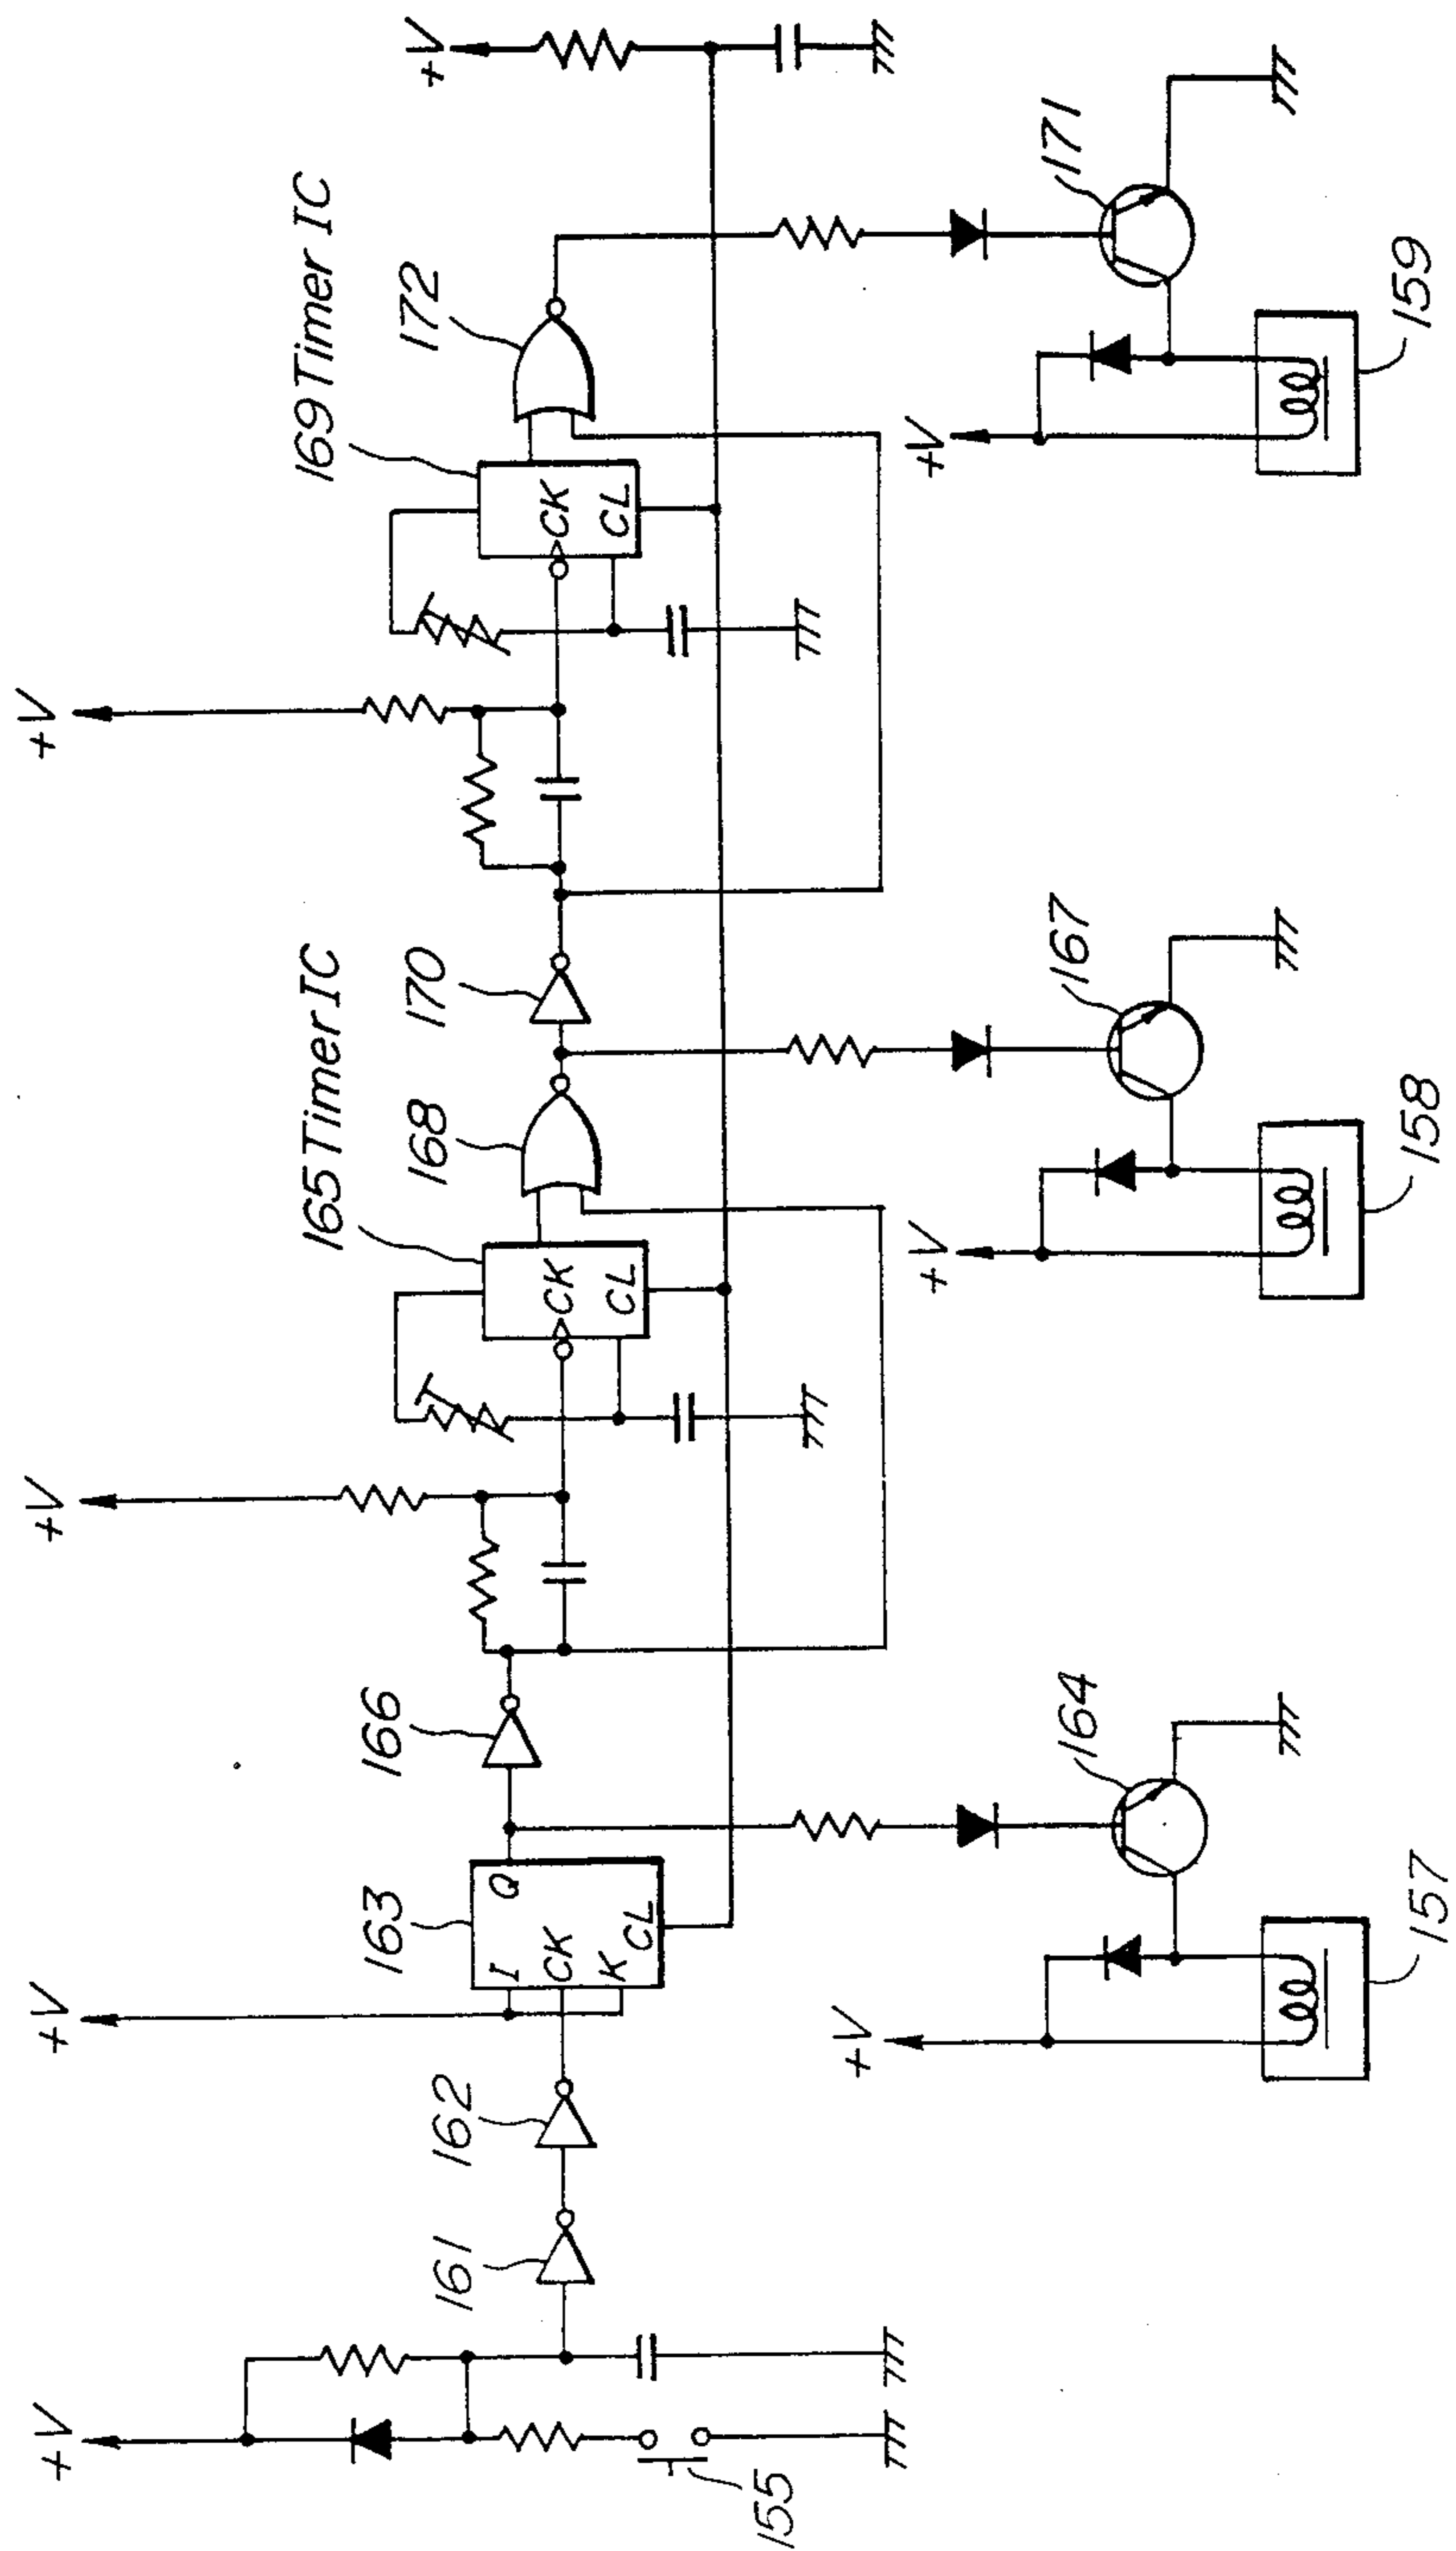 +V
155
161
162
+V
163
I
Q
CK
K
CL
166
+V
157
164
+V
165 Timer IC
CK
CL
168
170
+V
158
167
+V
169 Timer IC
CK
CL
172
+V
159
171
+V